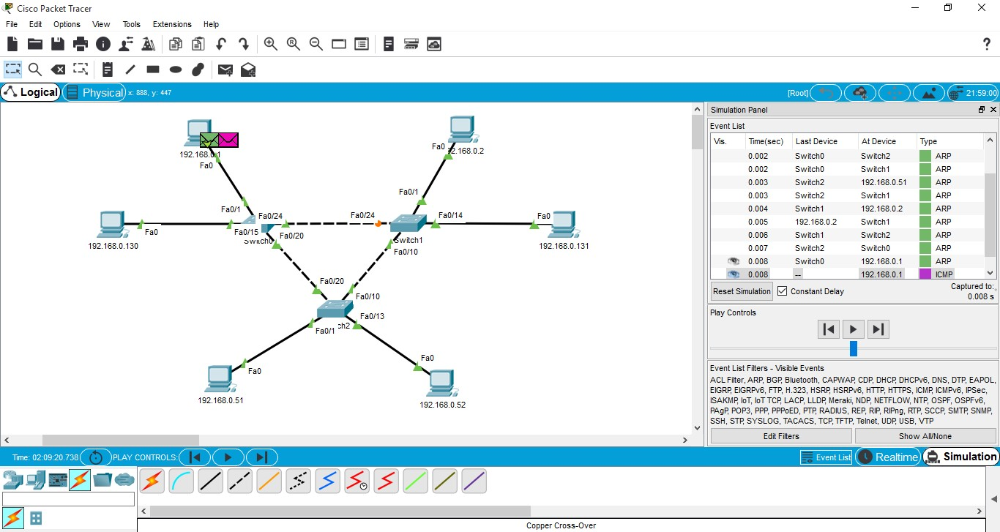 Cisco Packet Tracer
File Edit Options View Tools Extensions Help
Logical Physical x: 888, y: 447 [Root] 21:59:00
192.168.0.1
Fa0
Fa0/1
192.168.0.2
Fa0
Fa0/1
192.168.0.130
Fa0
Fa0/15
Fa0/24
Fa0/20
Switch0
Fa0/24
Fa0/14
Switch1
Fa0/10
Fa0
192.168.0.131
Fa0/20
Fa0/10
Fa0/13
Fa0/1
ch2
Fa0
192.168.0.51
Fa0
192.168.0.52
Simulation Panel
Event List
Vis. Time(sec) Last Device At Device Type
0.002 Switch0 Switch2 ARP
0.002 Switch0 Switch1 ARP
0.003 Switch2 192.168.0.51 ARP
0.003 Switch2 Switch1 ARP
0.004 Switch1 192.168.0.2 ARP
0.005 192.168.0.2 Switch1 ARP
0.006 Switch1 Switch2 ARP
0.007 Switch2 Switch0 ARP
0.008 Switch0 192.168.0.1 ARP
0.008 -- 192.168.0.1 ICMP
Reset Simulation Constant Delay Captured to:
0.008 s
Play Controls
Event List Filters - Visible Events
ACL Filter, ARP, BGP, Bluetooth, CAPWAP, CDP, DHCP, DHCPv6, DNS, DTP, EAPOL,
EIGRP, EIGRPv6, FTP, H.323, HSRP, HSRPv6, HTTP, HTTPS, ICMP, ICMPv6, IPSec,
ISAKMP, IoT, IoT TCP, LACP, LLDP, Meraki, NDP, NETFLOW, NTP, OSPF, OSPFv6,
PAgP, POP3, PPP, PPPoED, PTP, RADIUS, REP, RIP, RIPng, RTP, SCCP, SMTP, SNMP,
SSH, STP, SYSLOG, TACACS, TCP, TFTP, Telnet, UDP, USB, VTP
Edit Filters Show All/None
Time: 02:09:20.738 PLAY CONTROLS: Event List Realtime Simulation
Copper Cross-Over